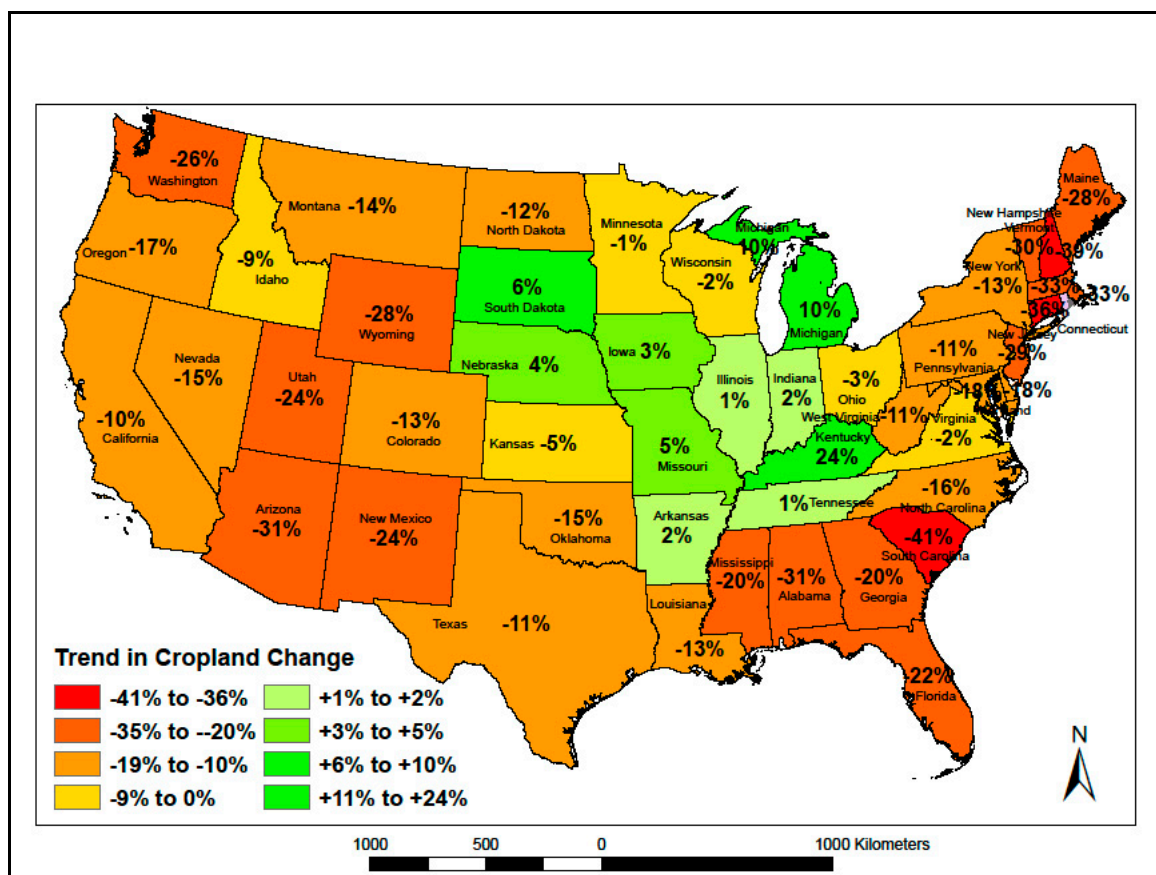 -26%
Washington
Montana -14%
-12%
North Dakota
Minnesota
-1%
Michigan
10%
Maine
-28%
New Hampshire
Vermont
-30%
-39%
Oregon -17%
-9%
Idaho
6%
South Dakota
Wisconsin
-2%
New York
-13%
-33%
-33%
-36%
Connecticut
-28%
Wyoming
10%
Michigan
New Jersey
-29%
Nevada
-15%
Nebraska 4%
Iowa 3%
-11%
Pennsylvania
Utah
-24%
Illinois
1%
Indiana
2%
-3%
Ohio
-18%
-18%
-10%
California
-13%
Colorado
West Virginia
-11%
Virginia
-2%
Kansas -5%
5%
Missouri
Kentucky
24%
-16%
North Carolina
Arizona
-31%
New Mexico
-24%
-15%
Oklahoma
Arkansas
2%
1% Tennessee
-41%
South Carolina
Mississippi
-20%
-31%
Alabama
-20%
Georgia
Texas -11%
Louisiana
-13%
-22%
Florida
Trend in Cropland Change
-41% to -36%
-35% to --20%
-19% to -10%
-9% to 0%
+1% to +2%
+3% to +5%
+6% to +10%
+11% to +24%
N
1000 500 0 1000 Kilometers